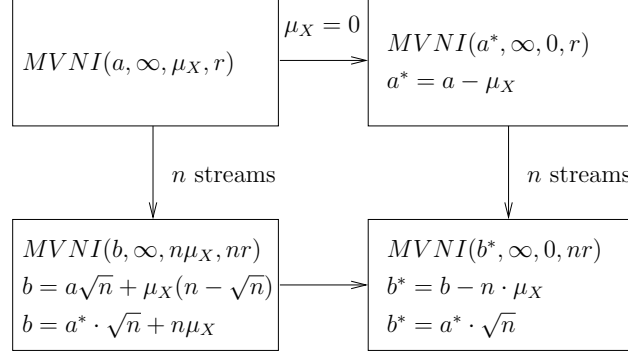 MVNI(a, ∞, μ_X, r)
μ_X = 0
MVNI(a*, ∞, 0, r)
a* = a − μ_X
n streams
n streams
MVNI(b, ∞, nμ_X, nr)
b = a√n + μ_X(n − √n)
b = a* · √n + nμ_X
MVNI(b*, ∞, 0, nr)
b* = b − n · μ_X
b* = a* · √n